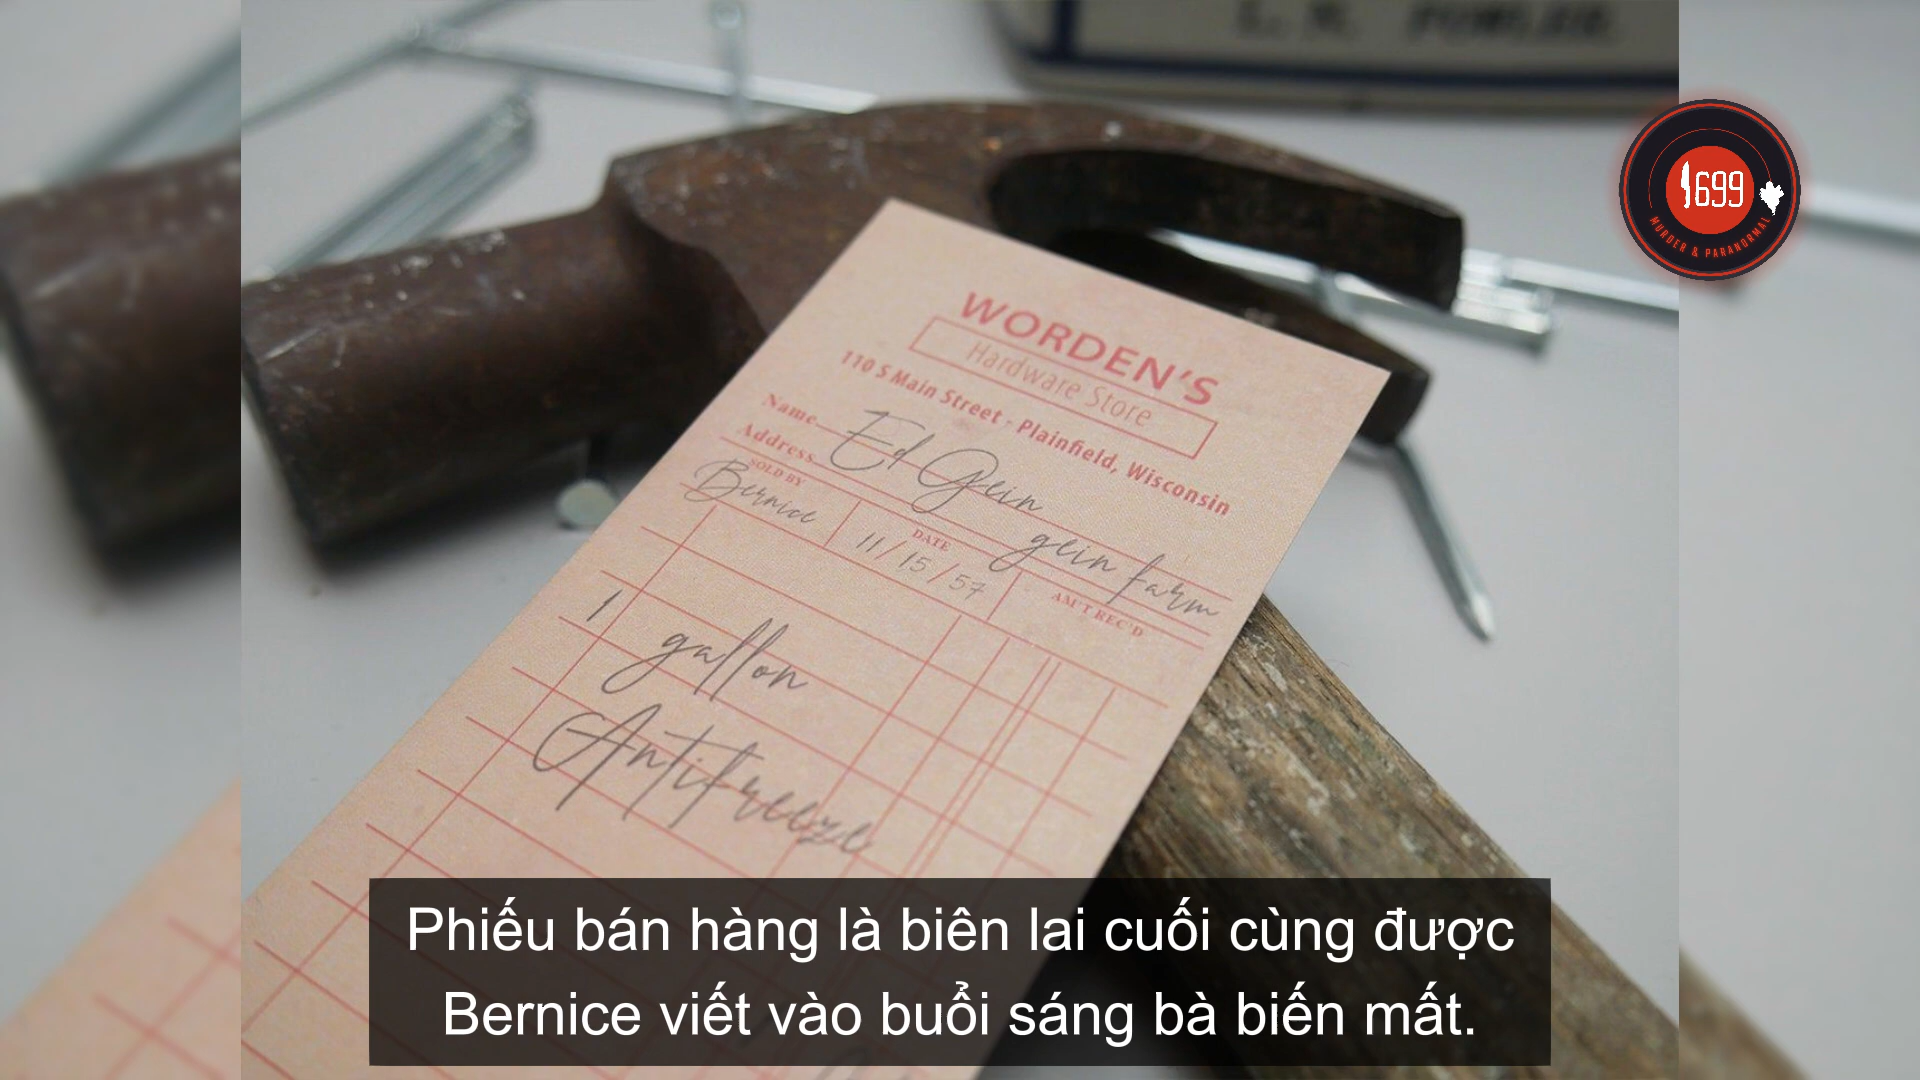 L. S. FOWLER
1699
MURDER & PARANORMAL
WORDEN'S
Hardware Store
110 S Main Street · Plainfield, Wisconsin
Name Ed Gein
Address gein farm
SOLD BY Bernice
DATE 11/15/57
AM'T REC'D
1 gallon
Antifreeze
Phiếu bán hàng là biên lai cuối cùng được
Bernice viết vào buổi sáng bà biến mất.